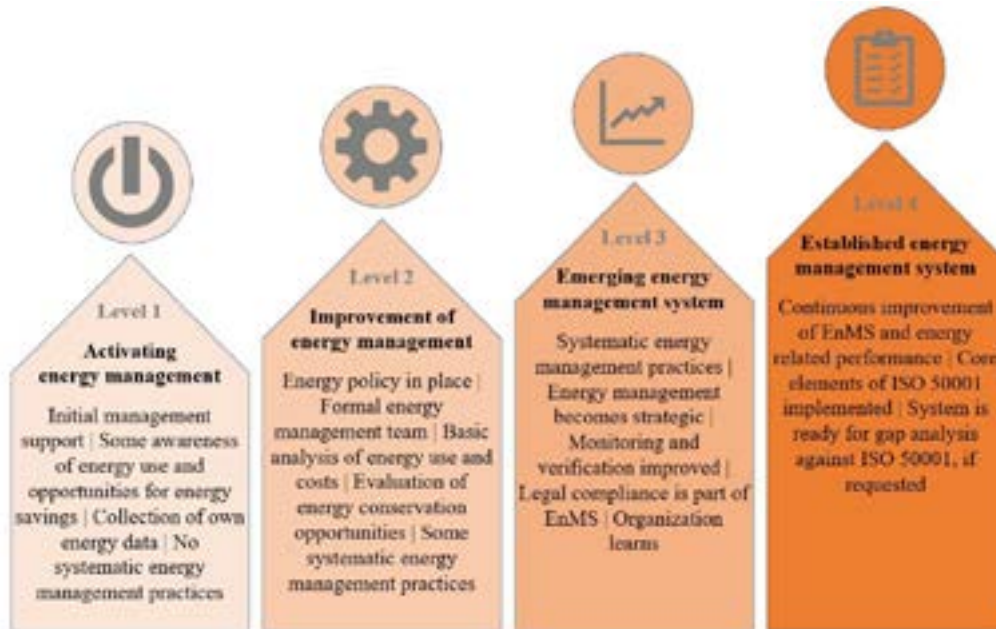 Level 1
Activating
energy management
Initial management
support | Some awareness
of energy use and
opportunities for energy
savings | Collection of own
energy data | No
systematic energy
management practices
Level 2
Improvement of
energy management
Energy policy in place |
Formal energy
management team | Basic
analysis of energy use and
costs | Evaluation of
energy conservation
opportunities | Some
systematic energy
management practices
Level 3
Emerging energy
management system
Systematic energy
management practices |
Energy management
becomes strategic |
Monitoring and
verification improved |
Legal compliance is part of
EnMS | Organization
learns
Level 4
Established energy
management system
Continuous improvement
of EnMS and energy
related performance | Core
elements of ISO 50001
implemented | System is
ready for gap analysis
against ISO 50001, if
requested